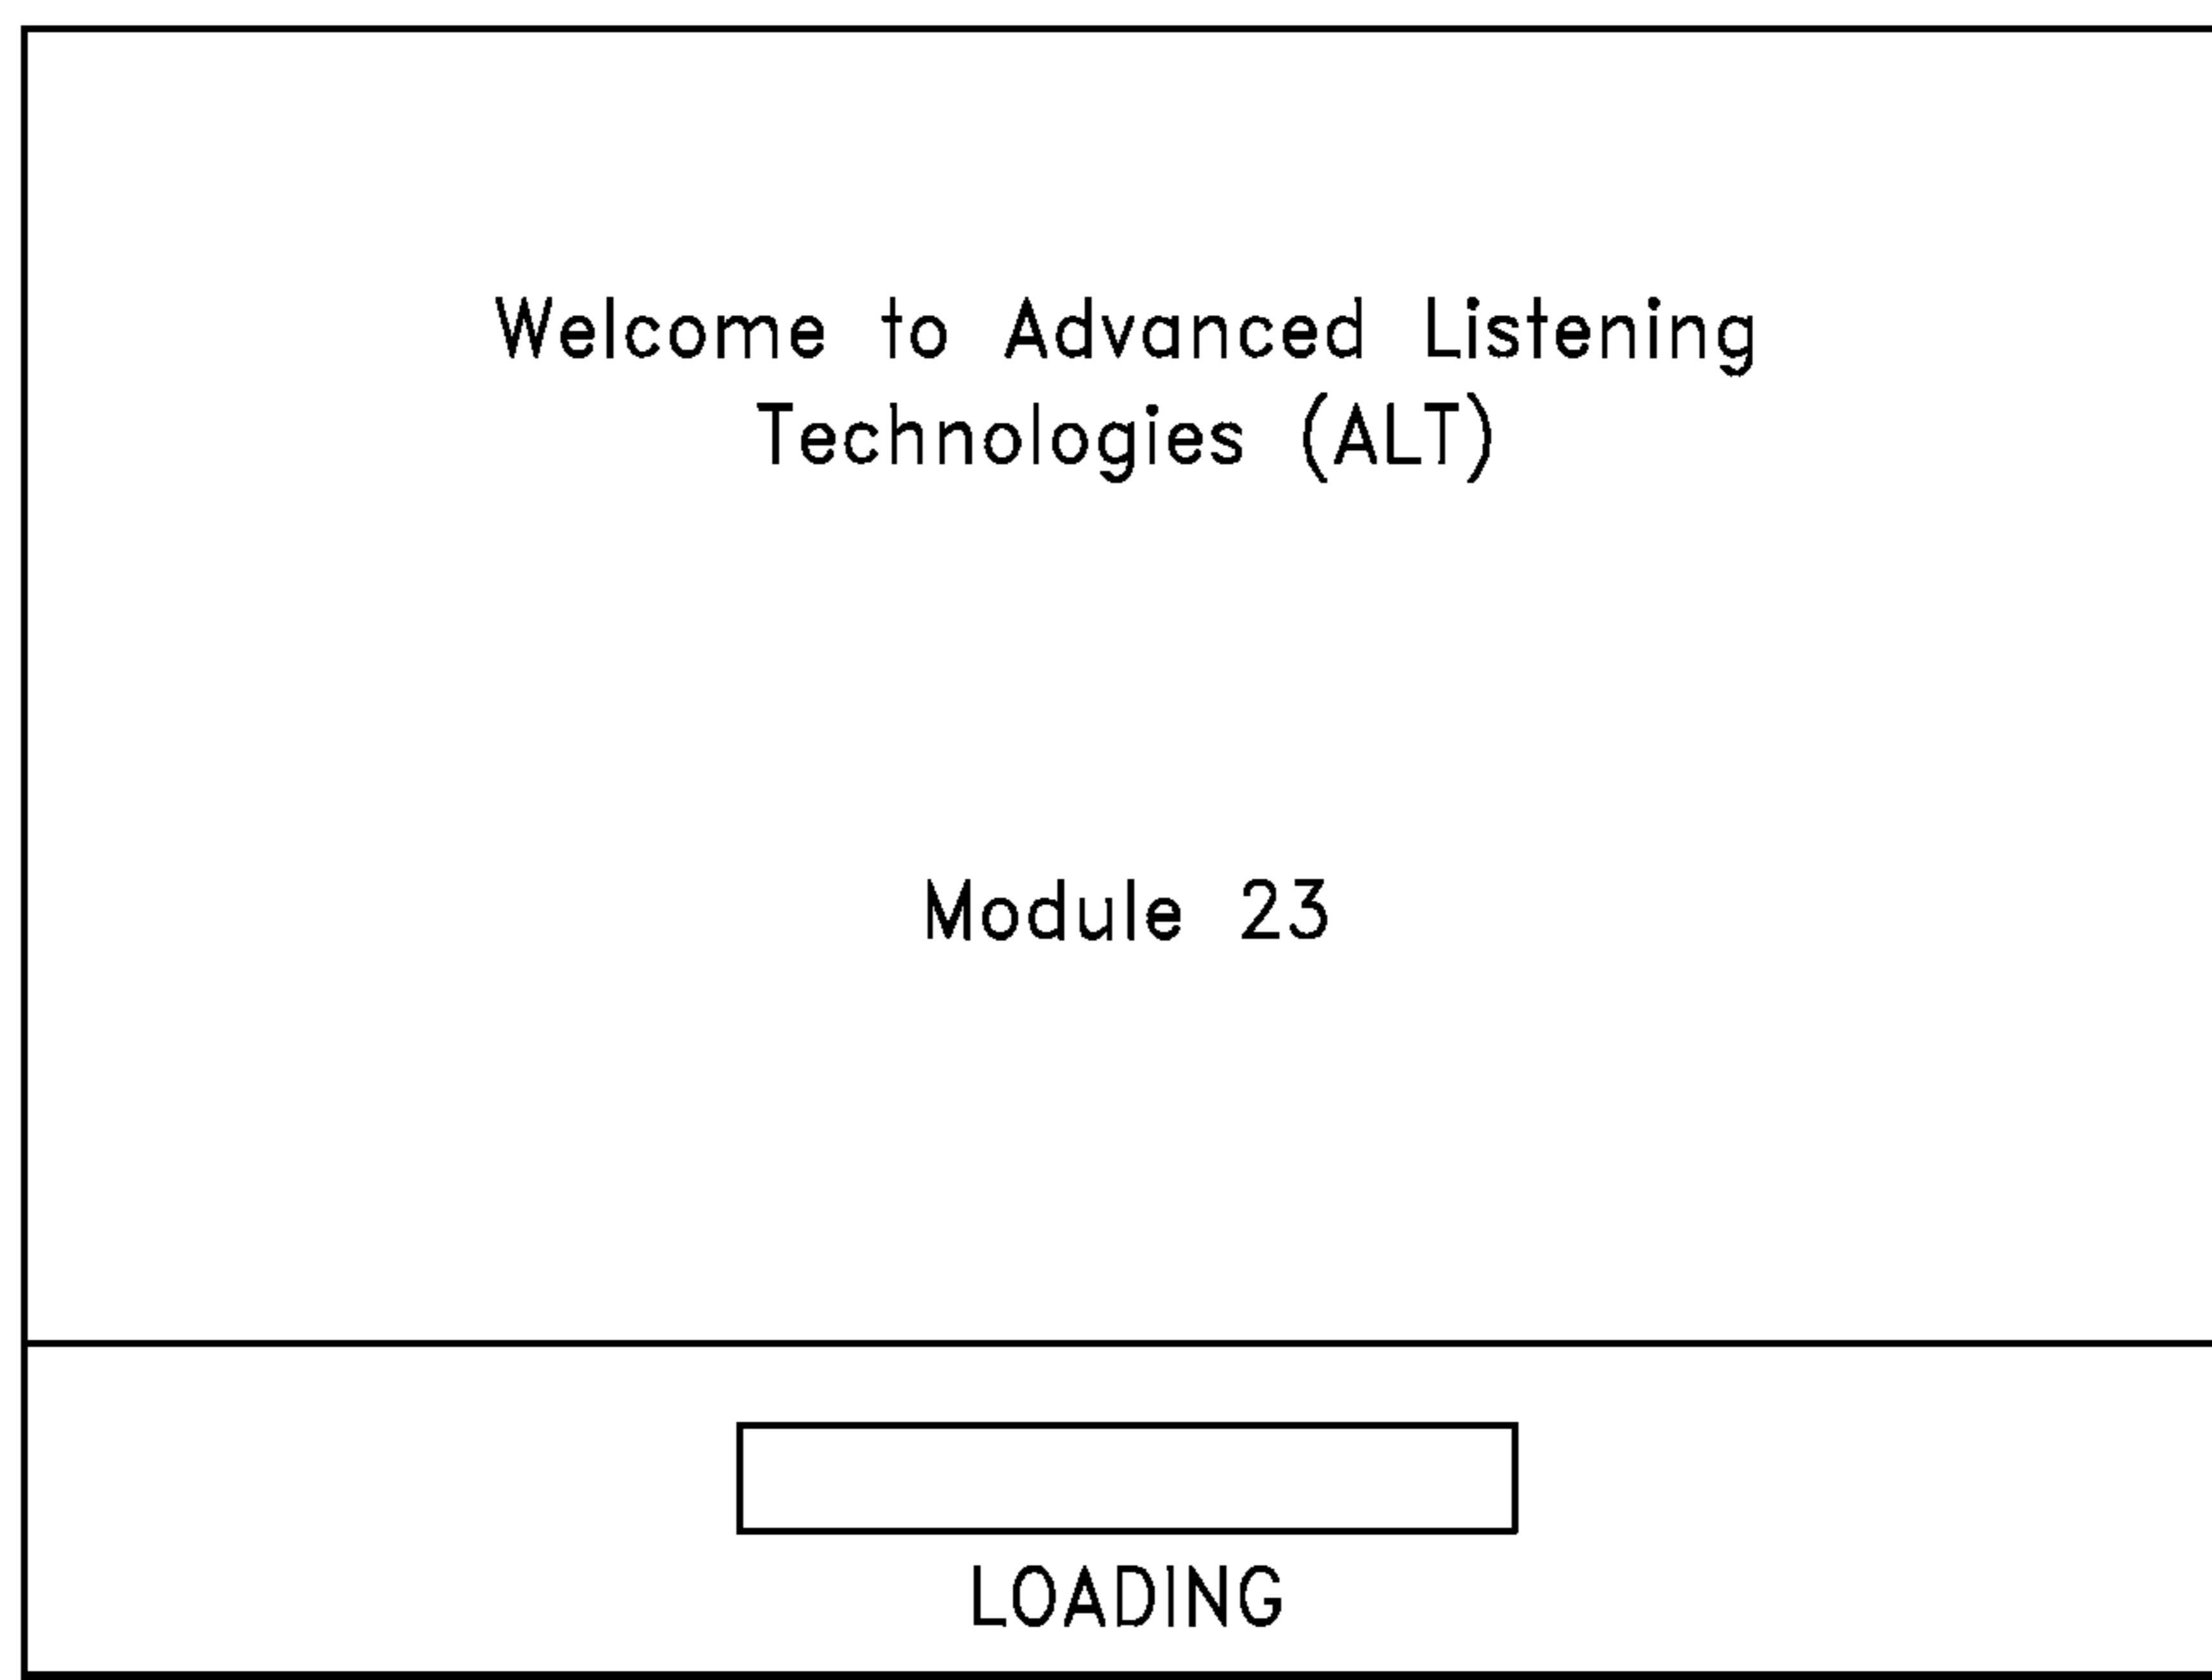 Welcome to Advanced Listening
Technologies (ALT)
Module 23
LOADING